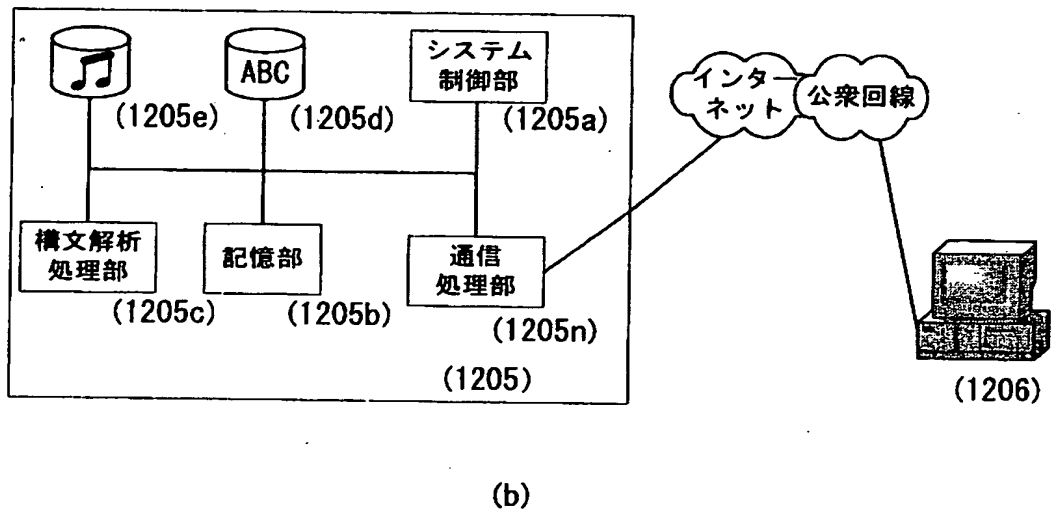 ABC
システム
制御部
(1205e)
(1205d)
(1205a)
インター
ネット
公衆回線
構文解析
処理部
記憶部
通信
処理部
(1205c)
(1205b)
(1205n)
(1205)
(1206)
(b)